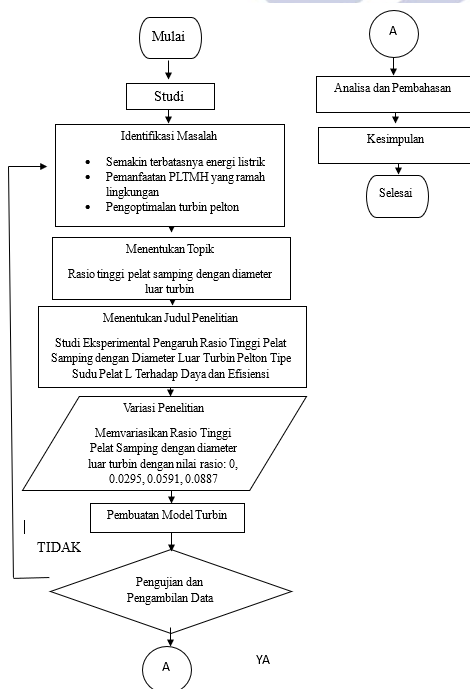 Mulai
Studi
Identifikasi Masalah
• Semakin terbatasnya energi listrik
• Pemanfaatan PLTMH yang ramah
lingkungan
• Pengoptimalan turbin pelton
Menentukan Topik
Rasio tinggi pelat samping dengan diameter
luar turbin
Menentukan Judul Penelitian
Studi Eksperimental Pengaruh Rasio Tinggi Pelat
Samping dengan Diameter Luar Turbin Pelton Tipe
Sudu Pelat L Terhadap Daya dan Efisiensi
Variasi Penelitian
Memvariasikan Rasio Tinggi
Pelat Samping dengan diameter
luar turbin dengan nilai rasio: 0,
0.0295, 0.0591, 0.0887
Pembuatan Model Turbin
TIDAK
Pengujian dan
Pengambilan Data
A
YA
A
Analisa dan Pembahasan
Kesimpulan
Selesai